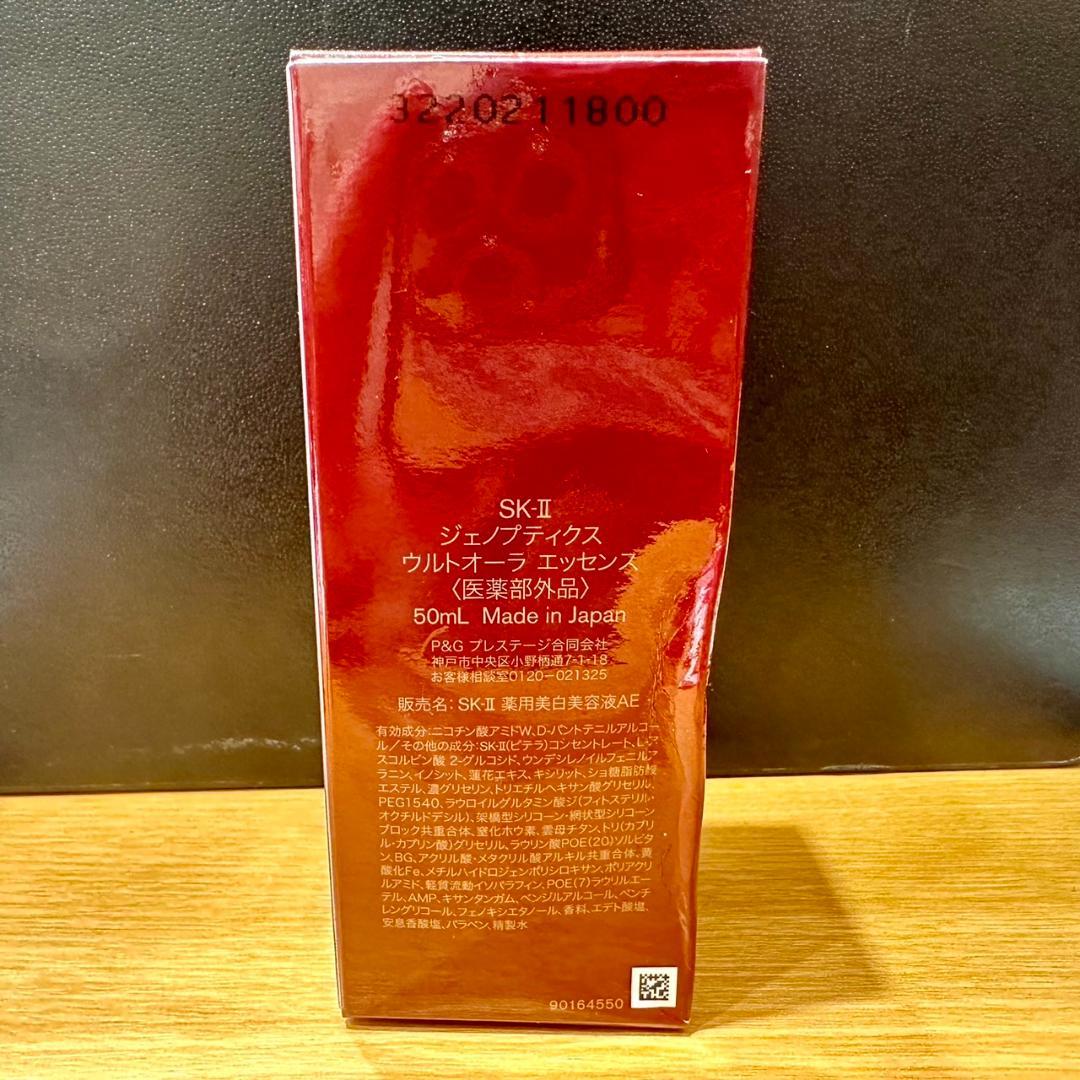 3220211800
SK-Ⅱ
ジェノプティクス
ウルトオーラ エッセンス
〈医薬部外品〉
50mL Made in Japan
P&G プレステージ合同会社
神戸市中央区小野柄通7-1-18
お客様相談室0120-021325
販売名:SK-Ⅱ 薬用美白美容液AE
有効成分:ニコチン酸アミドW、D-パントテニルアルコー
ル/その他の成分:SK-Ⅱ(ピテラ)コンセントレート、L-ア
スコルビン酸 2-グルコシド、ウンデシレノイルフェニルア
ラニン、イノシット、蓮花エキス、キシリット、ショ糖脂肪酸
エステル、濃グリセリン、トリエチルヘキサン酸グリセリル、
PEG1540、ラウロイルグルタミン酸ジ(フィトステリル・
オクチルドデシル)、架橋型シリコーン・網状型シリコーン
ブロック共重合体、窒化ホウ素、雲母チタン、トリ(カプリ
ル・カプリン酸)グリセリル、ラウリン酸POE(20)ソルビタ
ン、BG、アクリル酸・メタクリル酸アルキル共重合体、黄
酸化Fe、メチルハイドロジェンポリシロキサン、ポリアクリ
ルアミド、軽質流動イソパラフィン、POE(7)ラウリルエー
テル、AMP、キサンタンガム、ベンジルアルコール、ペンチ
レングリコール、フェノキシエタノール、香料、エデト酸塩、
安息香酸塩、パラベン、精製水
90164550